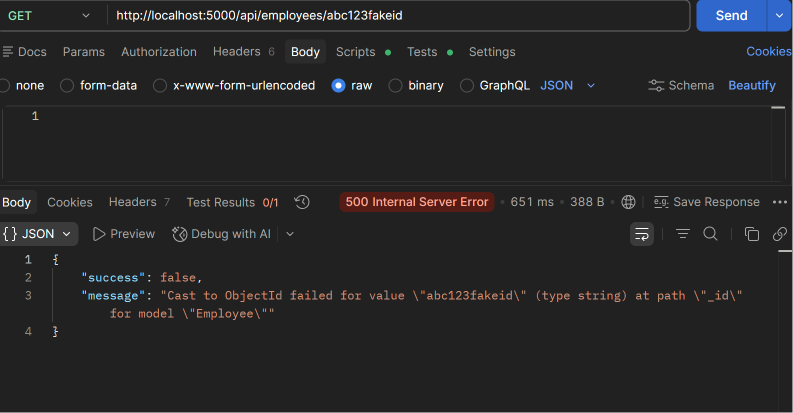 GET http://localhost:5000/api/employees/abc123fakeid Send
Docs Params Authorization Headers 6 Body Scripts Tests Settings Cookies
none form-data x-www-form-urlencoded raw binary GraphQL JSON Schema Beautify
1
Body Cookies Headers 7 Test Results 0/1 500 Internal Server Error • 651 ms • 388 B • e.g. Save Response
{} JSON Preview Debug with AI
1 {
2 "success": false,
3 "message": "Cast to ObjectId failed for value \"abc123fakeid\" (type string) at path \"_id\"
for model \"Employee\""
4 }